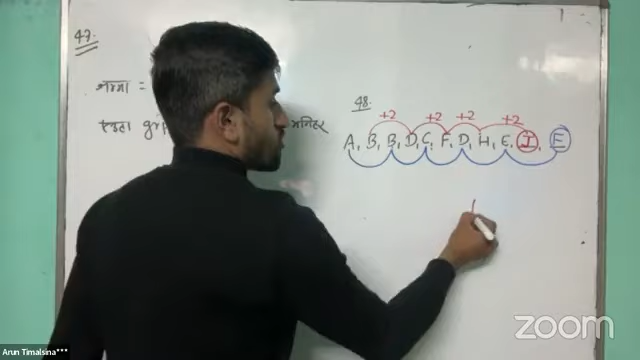 47.
48.
+2 +2 +2 +2
A, B, B, D, C, F, D, H, E, J, F
zoom
Arun Timalsina***